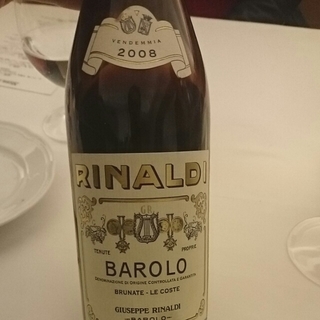 VENDEMMIA
2008
RINALDI
TENUTE PROPRIE
BAROLO
DENOMINAZIONE DI ORIGINE CONTROLLATA E GARANTITA
BRUNATE - LE COSTE
GIUSEPPE RINALDI
-BAROLO-